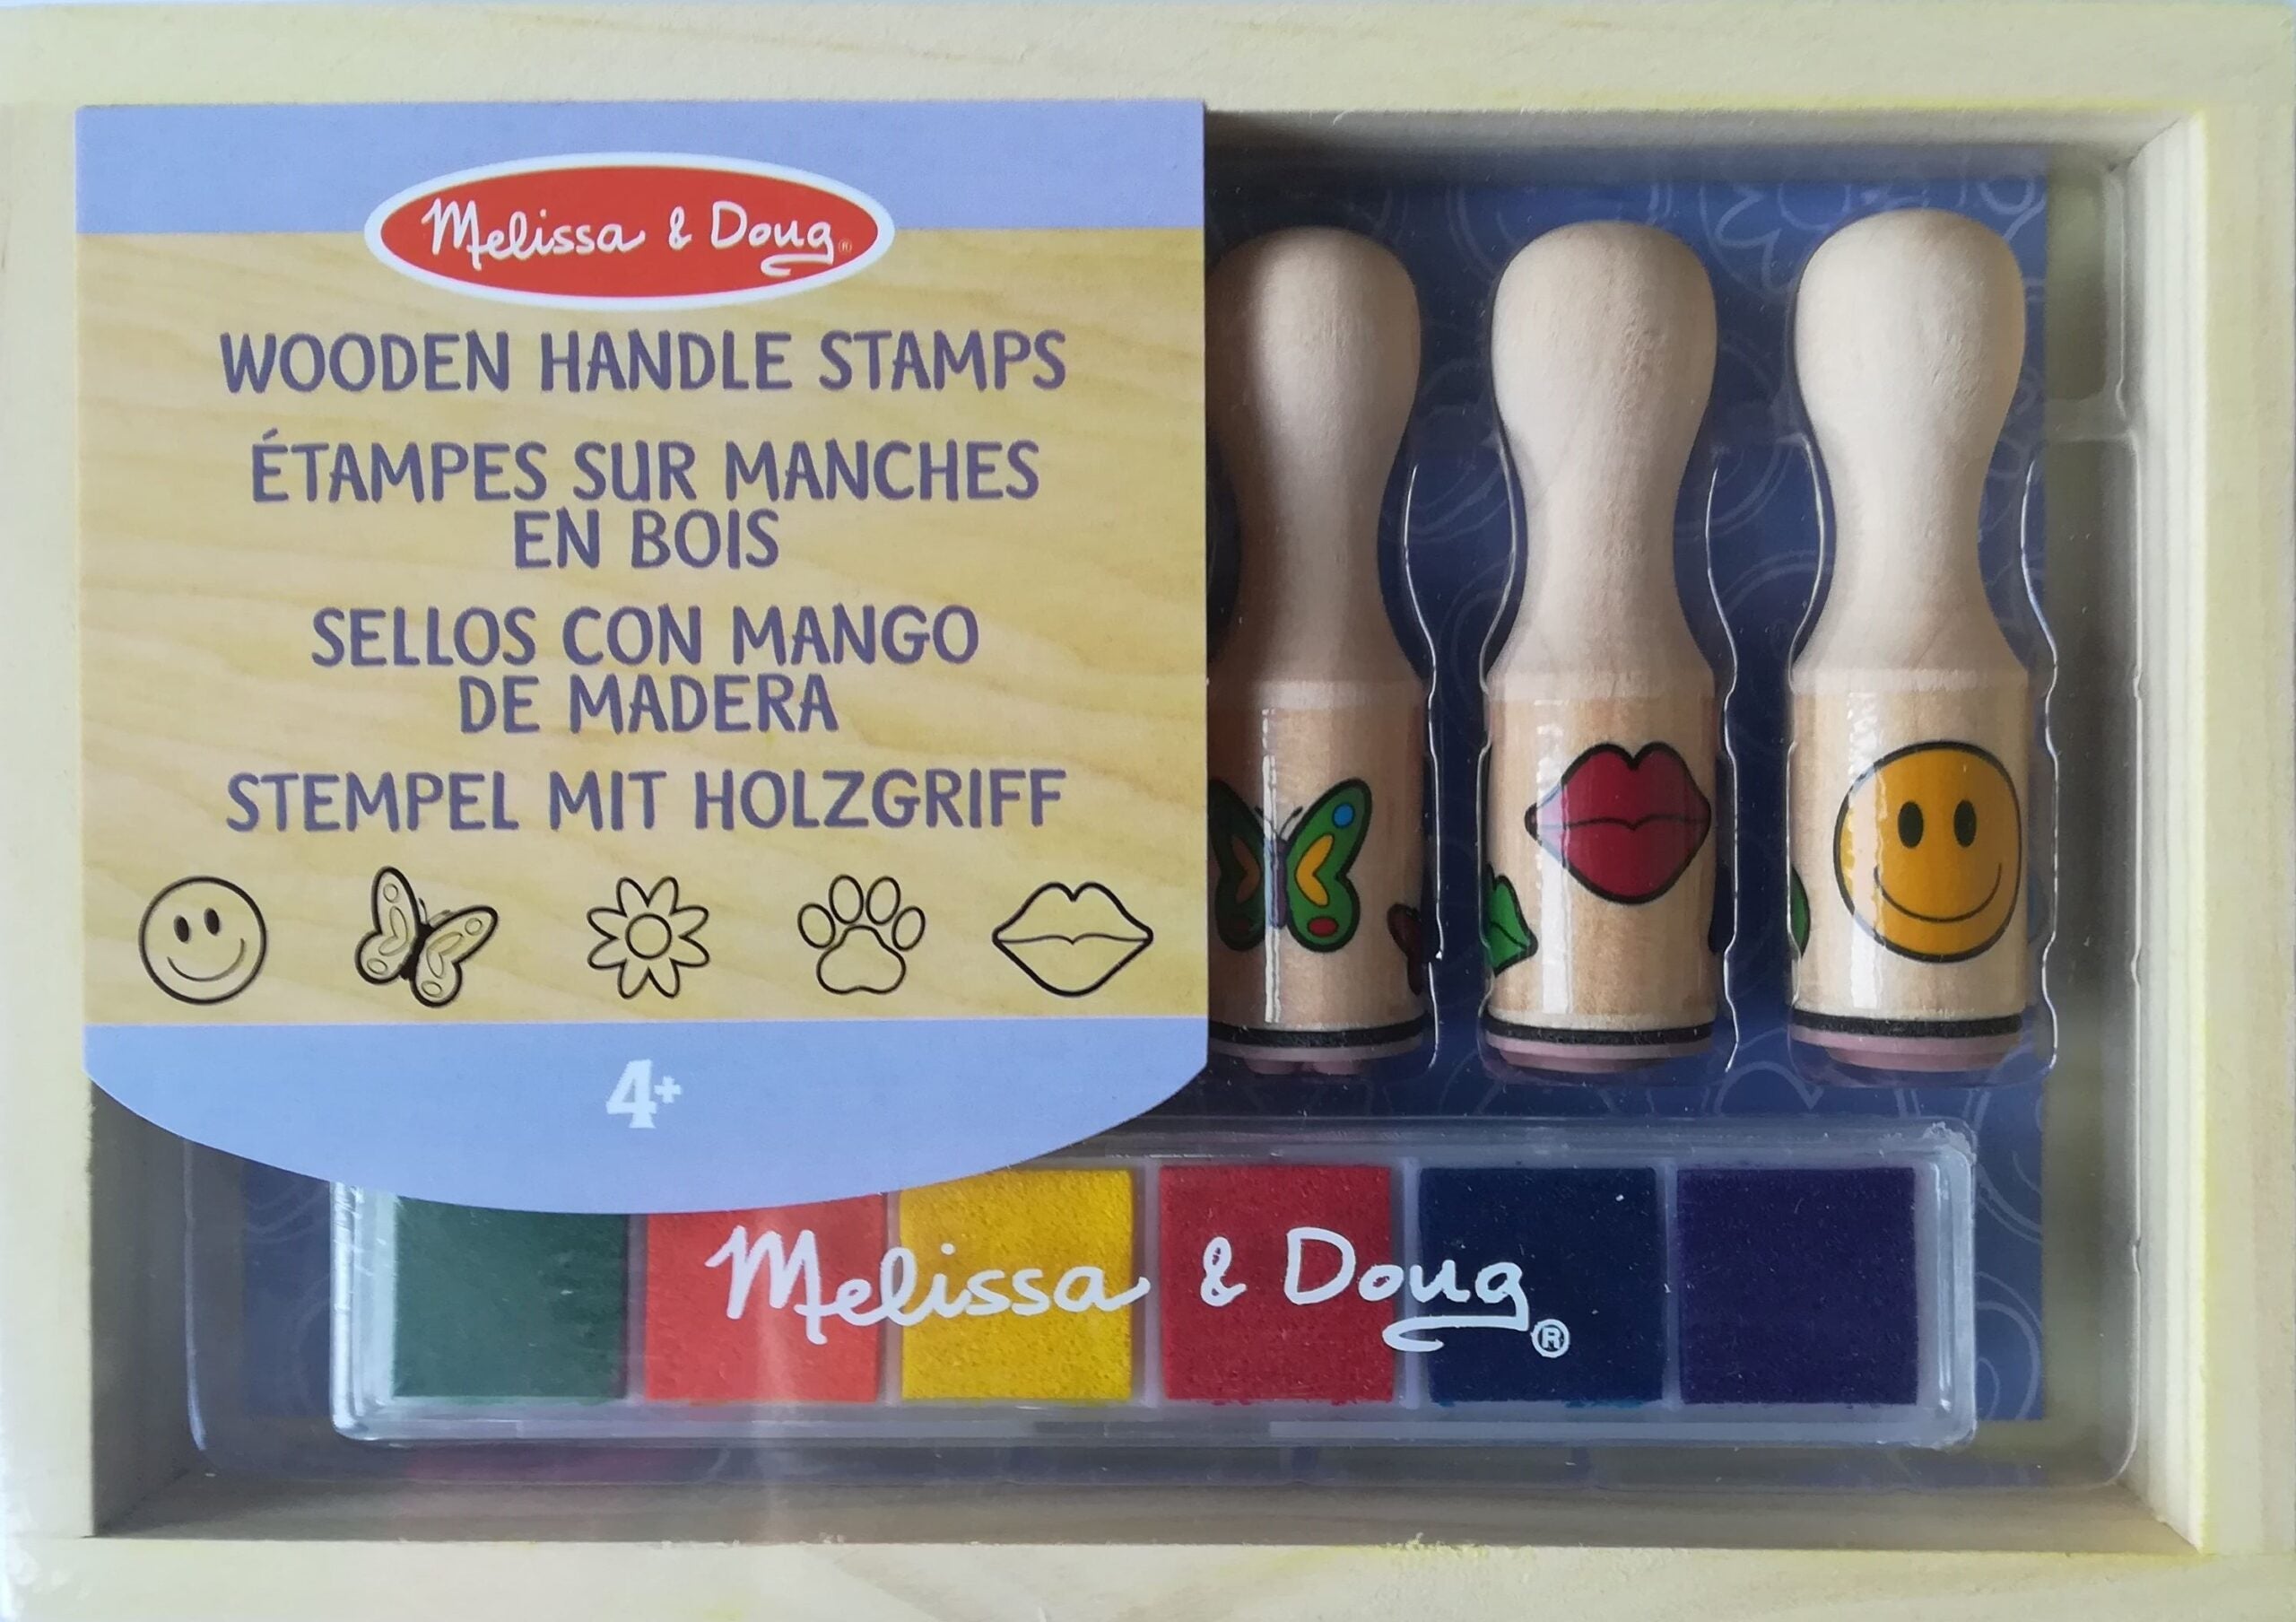 Melissa & Doug®
WOODEN HANDLE STAMPS
ÉTAMPES SUR MANCHES
EN BOIS
SELLOS CON MANGO
DE MADERA
STEMPEL MIT HOLZGRIFF
4+
Melissa & Doug®